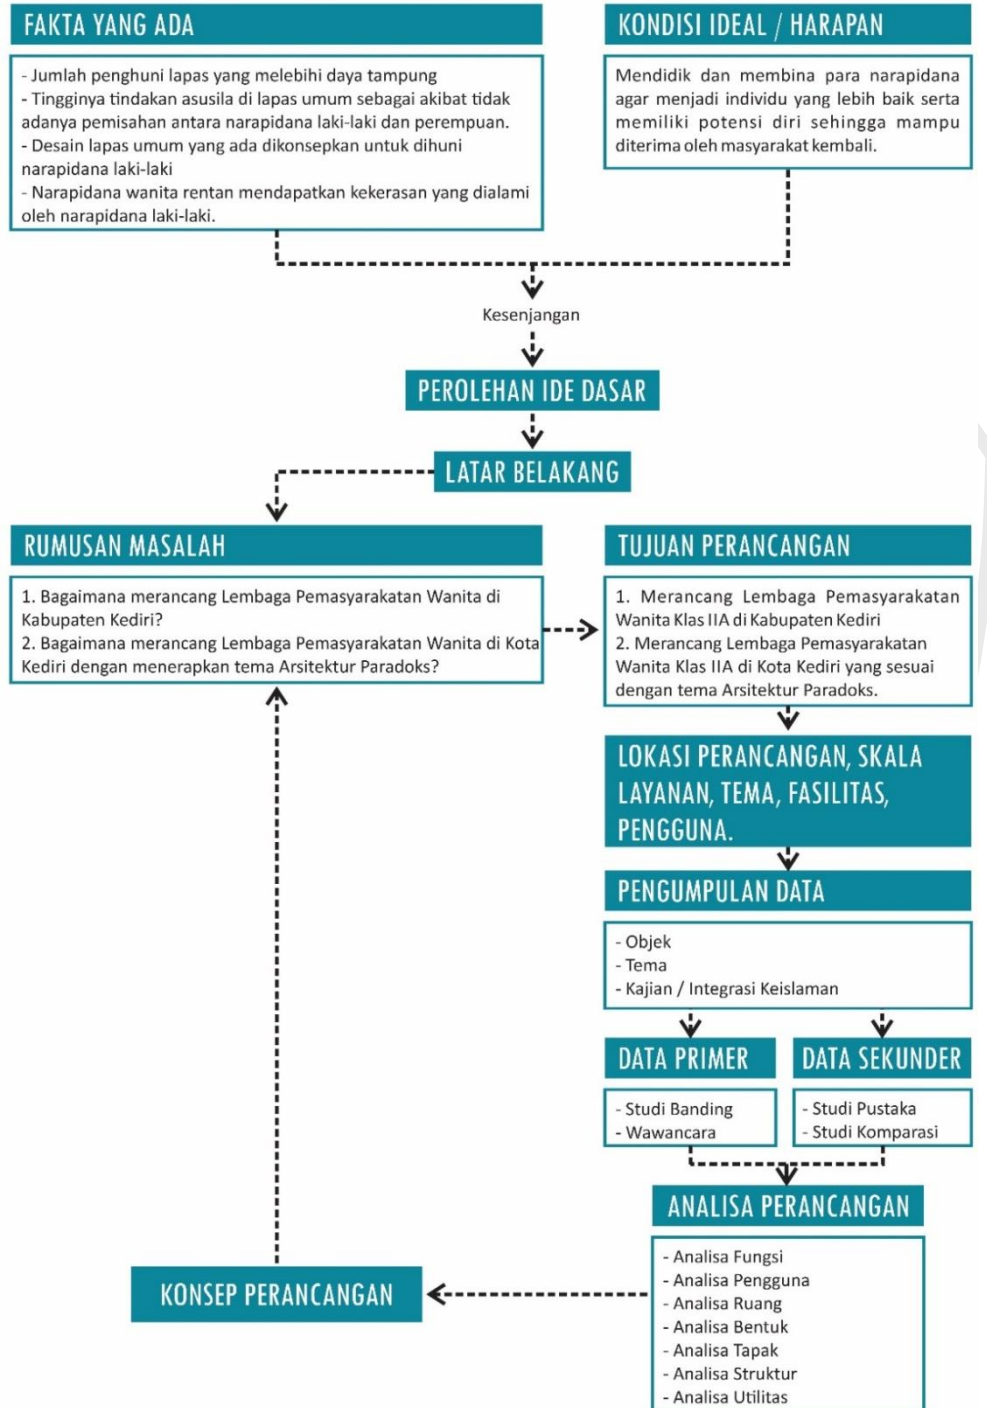 FAKTA YANG ADA
- Jumlah penghuni lapas yang melebihi daya tampung
- Tingginya tindakan asusila di lapas umum sebagai akibat tidak
adanya pemisahan antara narapidana laki-laki dan perempuan.
- Desain lapas umum yang ada dikonsepkan untuk dihuni
narapidana laki-laki
- Narapidana wanita rentan mendapatkan kekerasan yang dialami
oleh narapidana laki-laki.
KONDISI IDEAL / HARAPAN
Mendidik dan membina para narapidana
agar menjadi individu yang lebih baik serta
memiliki potensi diri sehingga mampu
diterima oleh masyarakat kembali.
Kesenjangan
PEROLEHAN IDE DASAR
LATAR BELAKANG
RUMUSAN MASALAH
1. Bagaimana merancang Lembaga Pemasyarakatan Wanita di
Kabupaten Kediri?
2. Bagaimana merancang Lembaga Pemasyarakatan Wanita di Kota
Kediri dengan menerapkan tema Arsitektur Paradoks?
TUJUAN PERANCANGAN
1. Merancang Lembaga Pemasyarakatan
Wanita Klas IIA di Kabupaten Kediri
2. Merancang Lembaga Pemasyarakatan
Wanita Klas IIA di Kota Kediri yang sesuai
dengan tema Arsitektur Paradoks.
LOKASI PERANCANGAN, SKALA
LAYANAN, TEMA, FASILITAS,
PENGGUNA.
PENGUMPULAN DATA
- Objek
- Tema
- Kajian / Integrasi Keislaman
DATA PRIMER
- Studi Banding
- Wawancara
DATA SEKUNDER
- Studi Pustaka
- Studi Komparasi
ANALISA PERANCANGAN
- Analisa Fungsi
- Analisa Pengguna
- Analisa Ruang
- Analisa Bentuk
- Analisa Tapak
- Analisa Struktur
- Analisa Utilitas
KONSEP PERANCANGAN